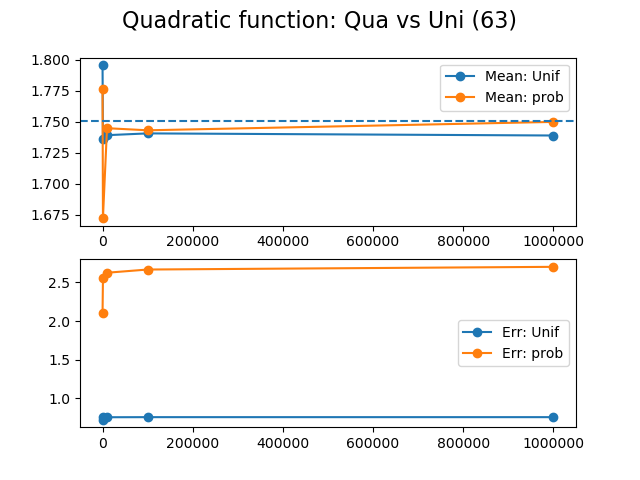 Quadratic function: Qua vs Uni (63)
1.800
1.775
1.750
1.725
1.700
1.675
Mean: Unif
Mean: prob
0 200000 400000 600000 800000 1000000
2.5
2.0
1.5
1.0
Err: Unif
Err: prob
0 200000 400000 600000 800000 1000000